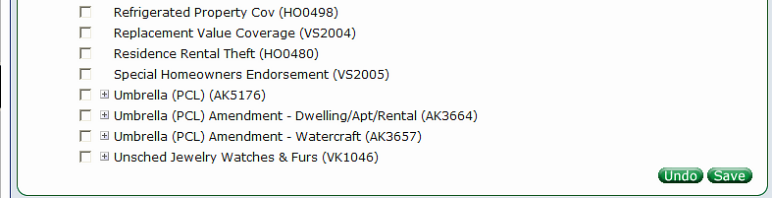 Refrigerated Property Cov (HO0498)
Replacement Value Coverage (VS2004)
Residence Rental Theft (HO0480)
Special Homeowners Endorsement (VS2005)
Umbrella (PCL) (AK5176)
Umbrella (PCL) Amendment - Dwelling/Apt/Rental (AK3664)
Umbrella (PCL) Amendment - Watercraft (AK3657)
Unsched Jewelry Watches & Furs (VK1046)
Undo Save